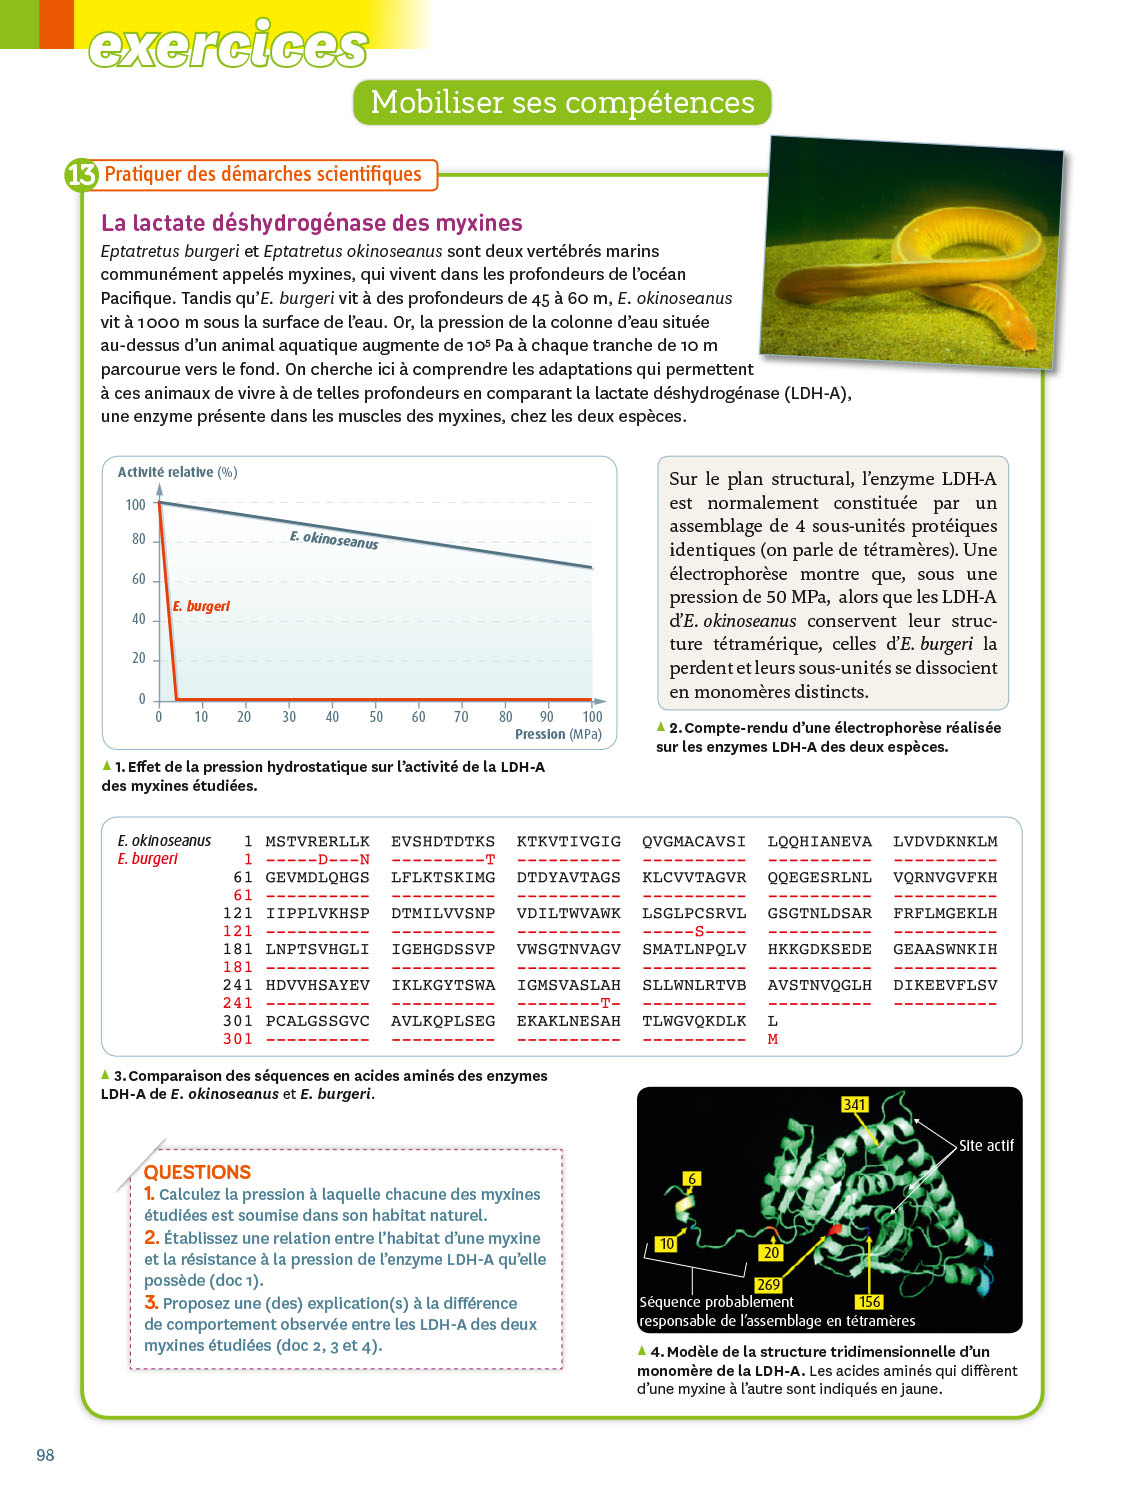 exercices
Mobiliser ses compétences
13 Pratiquer des démarches scientifiques
La lactate déshydrogénase des myxines
Eptatretus burgeri et Eptatretus okinoseanus sont deux vertébrés marins
communément appelés myxines, qui vivent dans les profondeurs de l'océan
Pacifique. Tandis qu'E. burgeri vit à des profondeurs de 45 à 60 m, E. okinoseanus
vit à 1 000 m sous la surface de l'eau. Or, la pression de la colonne d'eau située
au-dessus d'un animal aquatique augmente de 10⁵ Pa à chaque tranche de 10 m
parcourue vers le fond. On cherche ici à comprendre les adaptations qui permettent
à ces animaux de vivre à de telles profondeurs en comparant la lactate déshydrogénase (LDH-A),
une enzyme présente dans les muscles des myxines, chez les deux espèces.
Activité relative (%)
100
80
60
40
20
0
E. okinoseanus
E. burgeri
0 10 20 30 40 50 60 70 80 90 100
Pression (MPa)
1. Effet de la pression hydrostatique sur l'activité de la LDH-A
des myxines étudiées.
Sur le plan structural, l'enzyme LDH-A
est normalement constituée par un
assemblage de 4 sous-unités protéiques
identiques (on parle de tétramères). Une
électrophorèse montre que, sous une
pression de 50 MPa, alors que les LDH-A
d'E. okinoseanus conservent leur struc-
ture tétramérique, celles d'E. burgeri la
perdent et leurs sous-unités se dissocient
en monomères distincts.
2. Compte-rendu d'une électrophorèse réalisée
sur les enzymes LDH-A des deux espèces.
E. okinoseanus 1 MSTVRERLLK EVSHDTDTKS KTKVTIVGIG QVGMACAVSI LQQHIANEVA LVDVDKNKLM
E. burgeri 1 -----D---N ---------T ---------- ---------- ---------- ----------
61 GEVMDLQHGS LFLKTSKIMG DTDYAVTAGS KLCVVTAGVR QQEGESRLNL VQRNVGVFKH
61 ---------- ---------- ---------- ---------- ---------- ----------
121 IIPPLVKHSP DTMILVVSNP VDILTWVAWK LSGLPCSRVL GSGTNLDSAR FRFLMGEKLH
121 ---------- ---------- ---------- -----S---- ---------- ----------
181 LNPTSVHGLI IGEHGDSSVP VWSGTNVAGV SMATLNPQLV HKKGDKSEDE GEAASWNKIH
181 ---------- ---------- ---------- ---------- ---------- ----------
241 HDVVHSAYEV IKLKGYTSWA IGMSVASLAH SLLWNLRTVB AVSTNVQGLH DIKEEVFLSV
241 ---------- ---------- --------T- ---------- ---------- ----------
301 PCALGSSGVC AVLKQPLSEG EKAKLNESAH TLWGVQKDLK L
301 ---------- ---------- ---------- ---------- M
3. Comparaison des séquences en acides aminés des enzymes
LDH-A de E. okinoseanus et E. burgeri.
QUESTIONS
1. Calculez la pression à laquelle chacune des myxines
étudiées est soumise dans son habitat naturel.
2. Établissez une relation entre l'habitat d'une myxine
et la résistance à la pression de l'enzyme LDH-A qu'elle
possède (doc 1).
3. Proposez une (des) explication(s) à la différence
de comportement observée entre les LDH-A des deux
myxines étudiées (doc 2, 3 et 4).
341
Site actif
6
10
20
269
156
Séquence probablement
responsable de l'assemblage en tétramères
4. Modèle de la structure tridimensionnelle d'un
monomère de la LDH-A. Les acides aminés qui diffèrent
d'une myxine à l'autre sont indiqués en jaune.
98